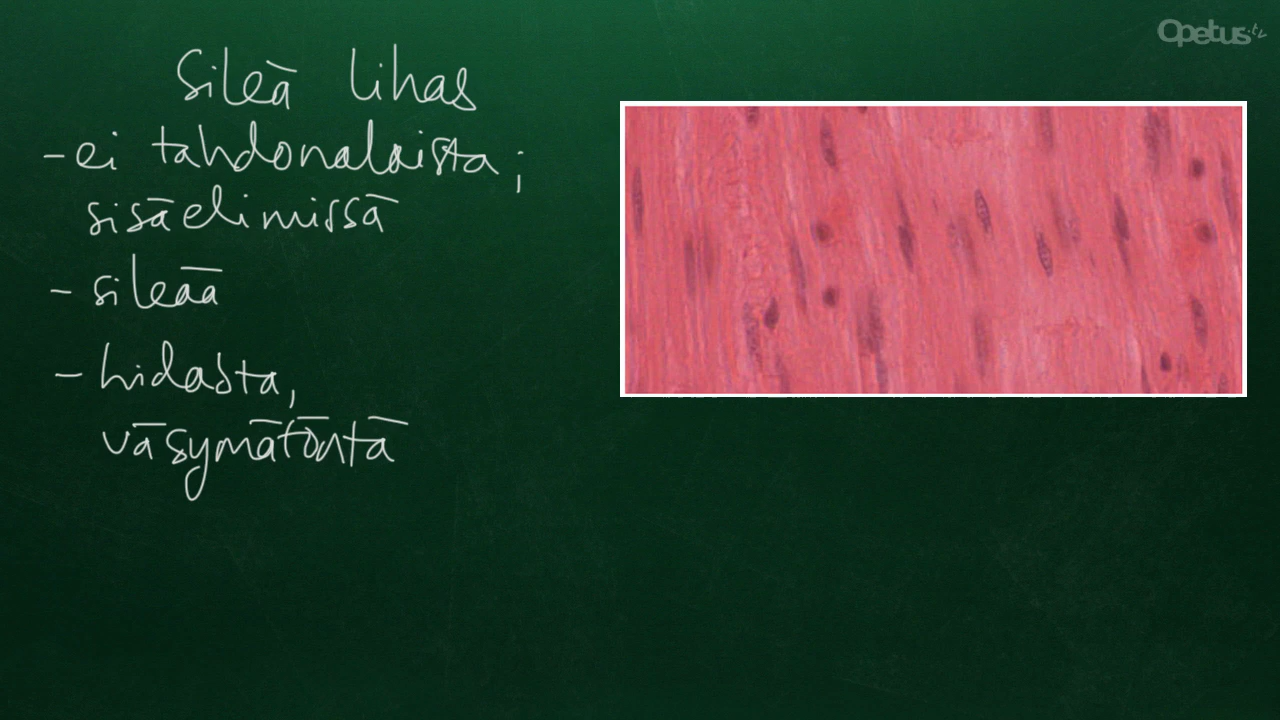 Opetus.tv
Sileä lihas
- ei tahdonalaista;
sisäelimissä
- sileää
- hidasta,
väsymätöntä